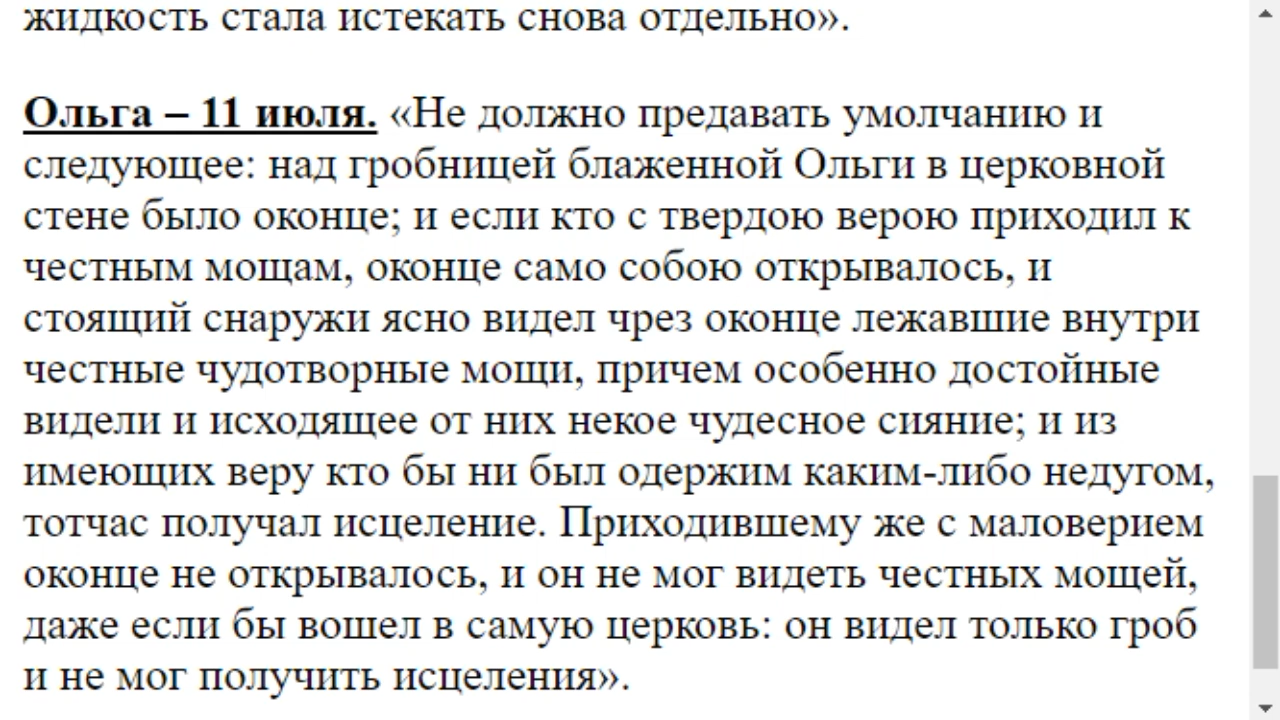 жидкость стала истекать снова отдельно».
Ольга – 11 июля. «Не должно предавать умолчанию и
следующее: над гробницей блаженной Ольги в церковной
стене было оконце; и если кто с твердою верою приходил к
честным мощам, оконце само собою открывалось, и
стоящий снаружи ясно видел чрез оконце лежавшие внутри
честные чудотворные мощи, причем особенно достойные
видели и исходящее от них некое чудесное сияние; и из
имеющих веру кто бы ни был одержим каким-либо недугом,
тотчас получал исцеление. Приходившему же с маловерием
оконце не открывалось, и он не мог видеть честных мощей,
даже если бы вошел в самую церковь: он видел только гроб
и не мог получить исцеления».